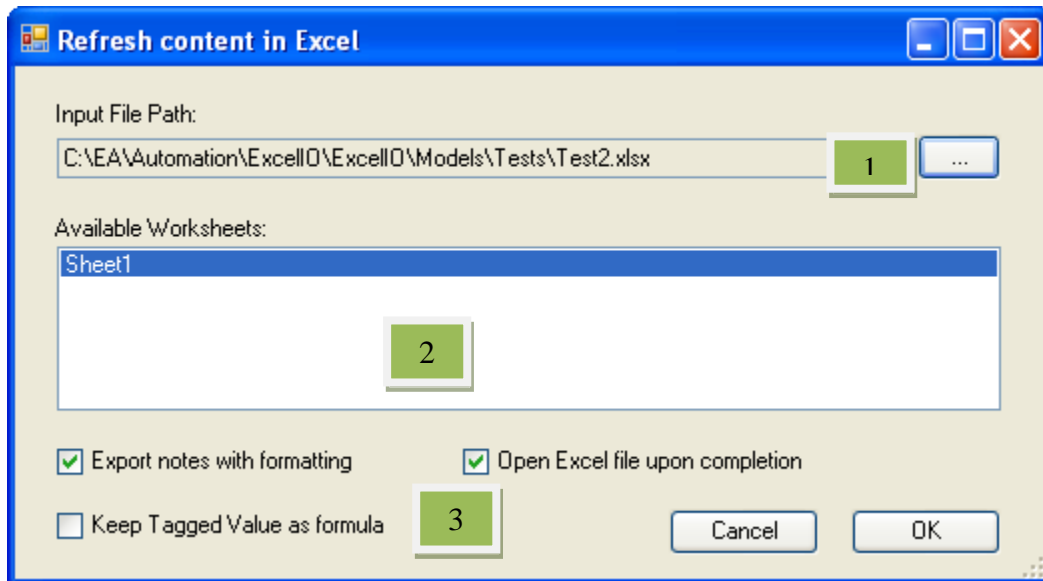 Refresh content in Excel
Input File Path:
C:\EA\Automation\ExcelIO\ExcelIO\Models\Tests\Test2.xlsx
1
...
Available Worksheets:
Sheet1
2
Export notes with formatting
Open Excel file upon completion
Keep Tagged Value as formula
3
Cancel
OK